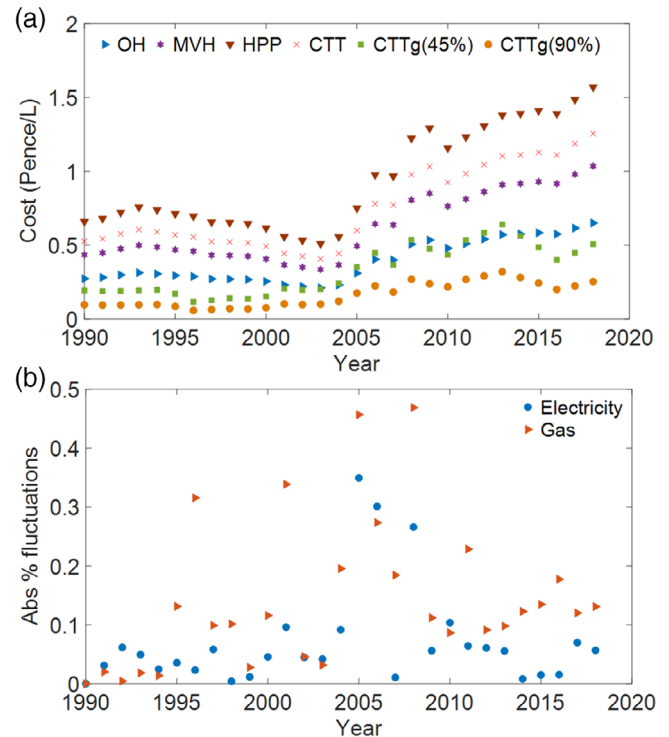 (a)
OH MVH HPP CTT CTTg(45%) CTTg(90%)
2
1.5
1
0.5
0
Cost (Pence/L)
1990 1995 2000 2005 2010 2015 2020
Year
(b)
Electricity
Gas
0.5
0.4
0.3
0.2
0.1
0
Abs % fluctuations
1990 1995 2000 2005 2010 2015 2020
Year